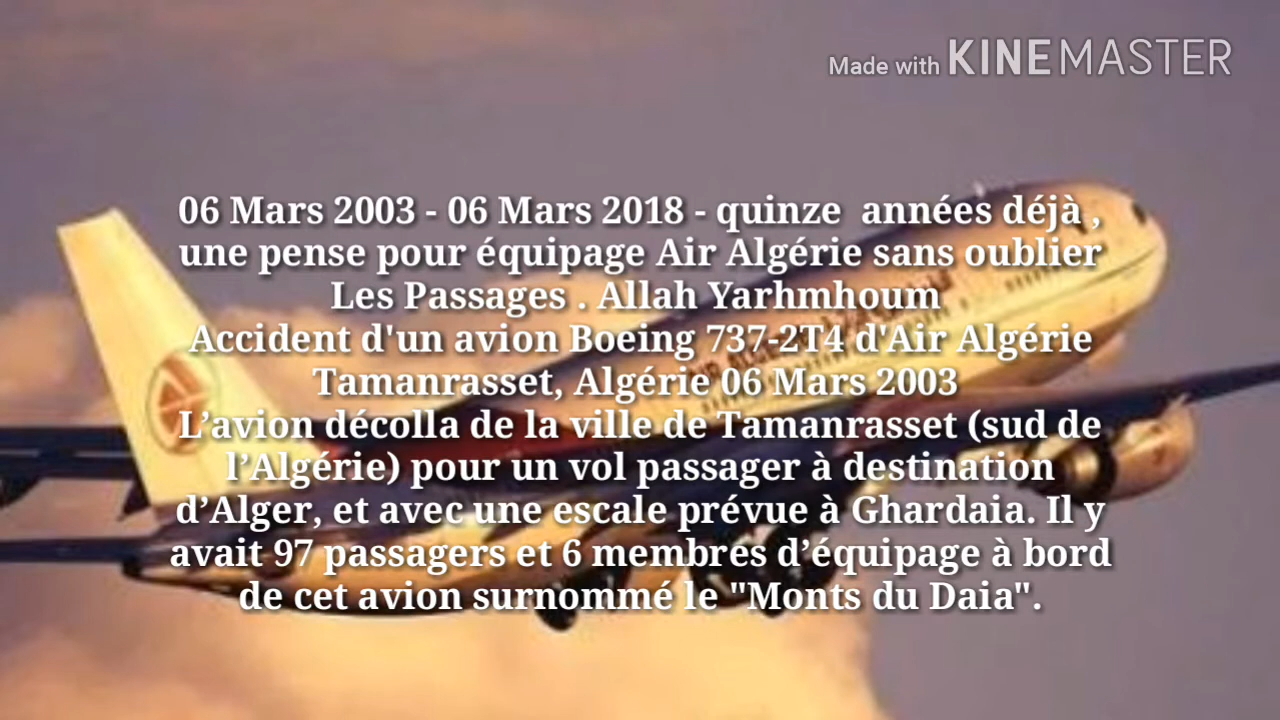 Made with KINEMASTER
06 Mars 2003 - 06 Mars 2018 - quinze  années déjà ,
une pense pour équipage Air Algérie sans oublier
Les Passages . Allah Yarhmhoum
Accident d'un avion Boeing 737-2T4 d'Air Algérie
Tamanrasset, Algérie 06 Mars 2003
L’avion décolla de la ville de Tamanrasset (sud de
l’Algérie) pour un vol passager à destination
d’Alger, et avec une escale prévue à Ghardaia. Il y
avait 97 passagers et 6 membres d’équipage à bord
de cet avion surnommé le "Monts du Daia".